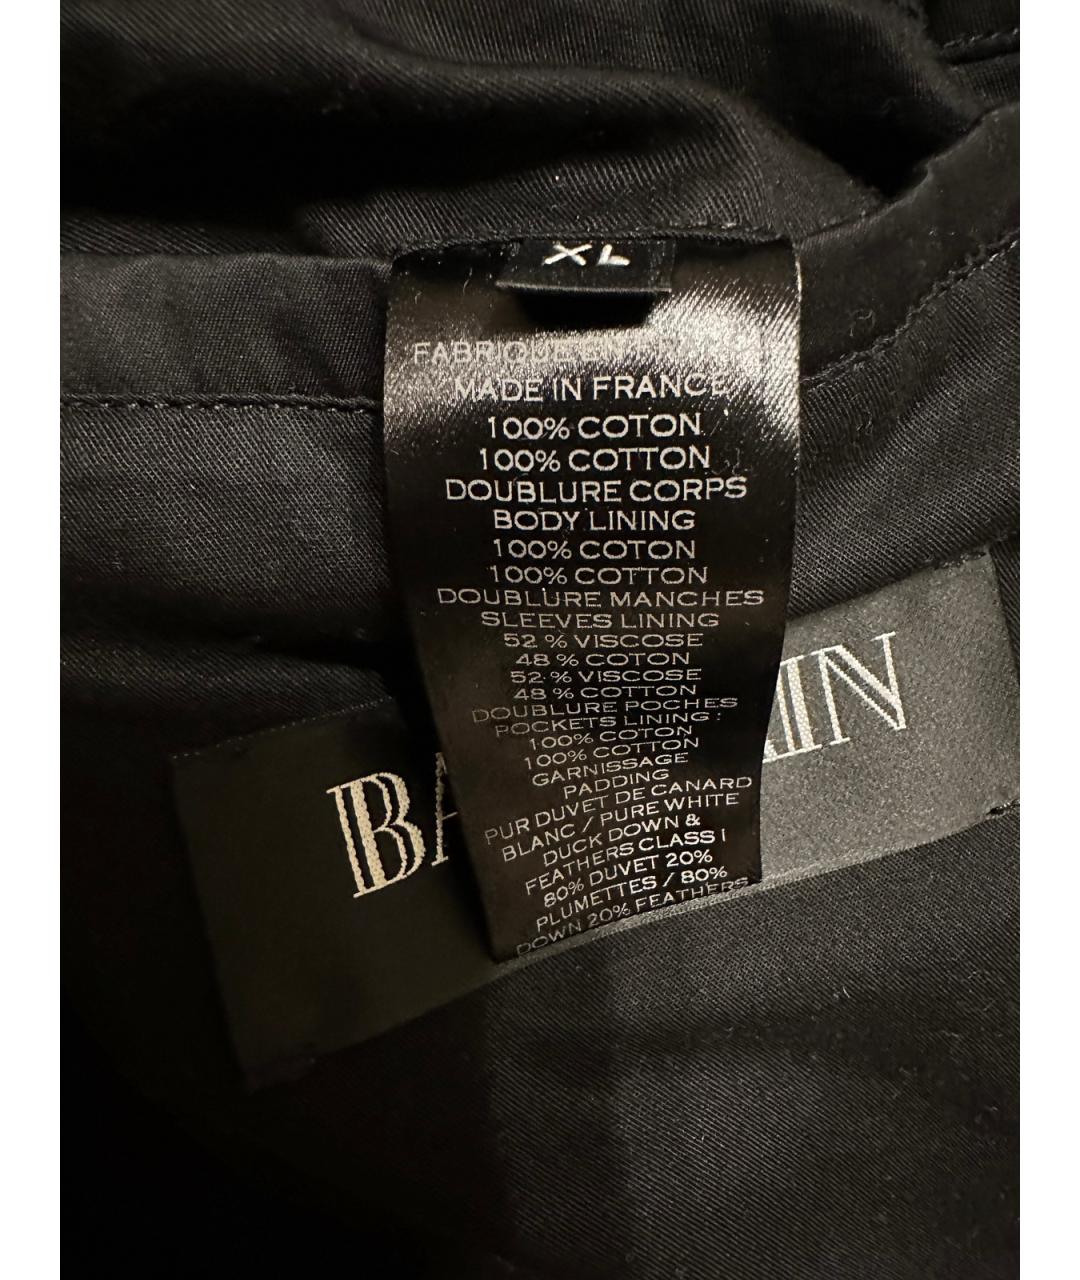 XL
FABRIQUE EN
MADE IN FRANCE
100% COTON
100% COTTON
DOUBLURE CORPS
BODY LINING
100% COTON
100% COTTON
DOUBLURE MANCHES
SLEEVES LINING
52 % VISCOSE
48 % COTON
52 % VISCOSE
48 % COTTON
DOUBLURE POCHES
POCKETS LINING :
100% COTON
100% COTTON
GARNISSAGE
PADDING
PUR DUVET DE CANARD
BLANC / PURE WHITE
DUCK DOWN &
FEATHERS CLASS I
80% DUVET 20%
PLUMETTES / 80%
DOWN 20% FEATHERS